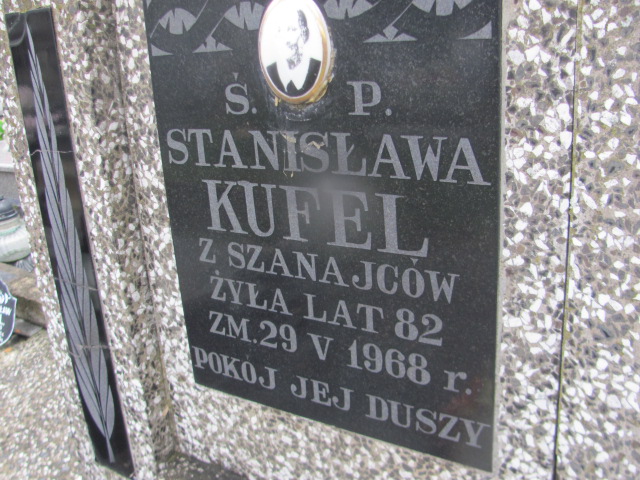 Ś. P.
STANISŁAWA
KUFEL
Z SZANAJCÓW
ŻYŁA LAT 82
ZM. 29 V 1968 r.
POKÓJ JEJ DUSZY